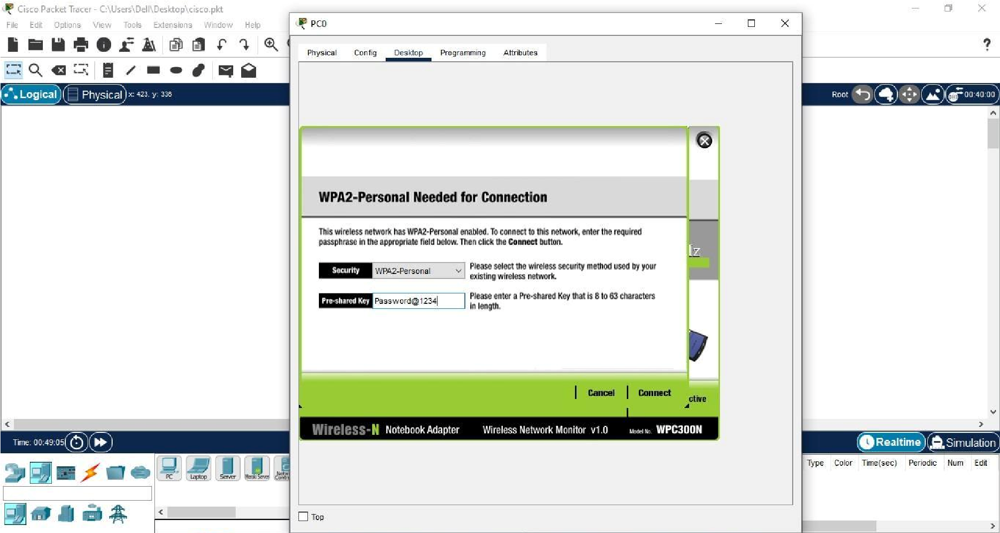 Cisco Packet Tracer - C:\Users\Dell\Desktop\cisco.pkt
File Edit Options View Tools Extensions Window Help
PC0
Physical Config Desktop Programming Attributes
Logical Physical x: 423, y: 336
Root 00:40:00
WPA2-Personal Needed for Connection
This wireless network has WPA2-Personal enabled. To connect to this network, enter the required
passphrase in the appropriate field below. Then click the Connect button.
Security WPA2-Personal
Please select the wireless security method used by your
existing wireless network.
Pre-shared Key Password@1234
Please enter a Pre-shared Key that is 8 to 63 characters
in length.
Cancel Connect
ctive
Wireless-N Notebook Adapter Wireless Network Monitor v1.0 Model No. WPC300N
Time: 00:49:05
Realtime Simulation
PC Laptop Server Meraki Server
Type Color Time(sec) Periodic Num Edit
Top